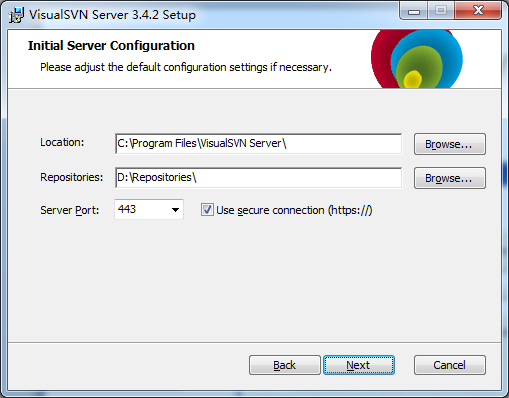 VisualSVN Server 3.4.2 Setup
Initial Server Configuration
Please adjust the default configuration settings if necessary.
Location: C:\Program Files\VisualSVN Server\ Browse...
Repositories: D:\Repositories\ Browse...
Server Port: 443 Use secure connection (https://)
Back Next Cancel